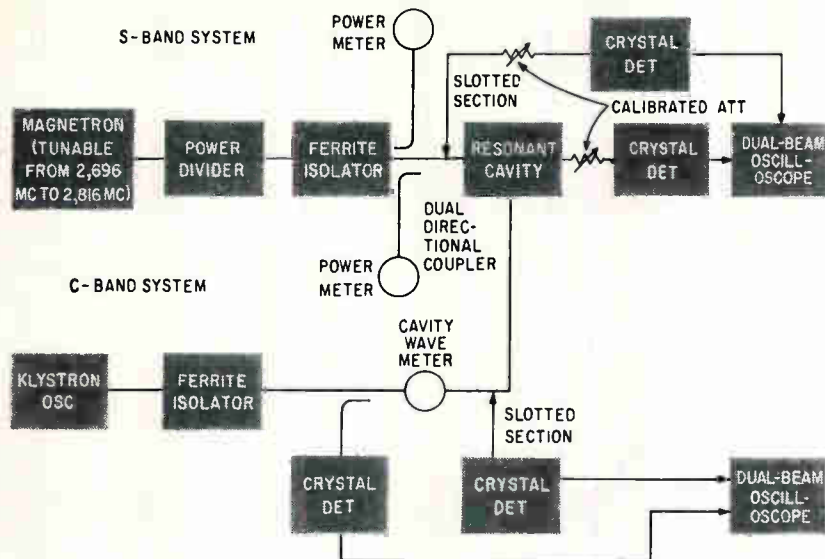 S-BAND SYSTEM
POWER
METER
CRYSTAL
DET
SLOTTED
SECTION
CALIBRATED ATT
MAGNETRON
(TUNABLE
FROM 2,696
MC TO 2,816 MC)
POWER
DIVIDER
FERRITE
ISOLATOR
RESONANT
CAVITY
CRYSTAL
DET
DUAL-BEAM
OSCILL-
OSCOPE
DUAL
DIREC-
TIONAL
COUPLER
POWER
METER
C-BAND SYSTEM
CAVITY
WAVE
METER
KLYSTRON
OSC
FERRITE
ISOLATOR
SLOTTED
SECTION
CRYSTAL
DET
CRYSTAL
DET
DUAL-BEAM
OSCILL-
OSCOPE